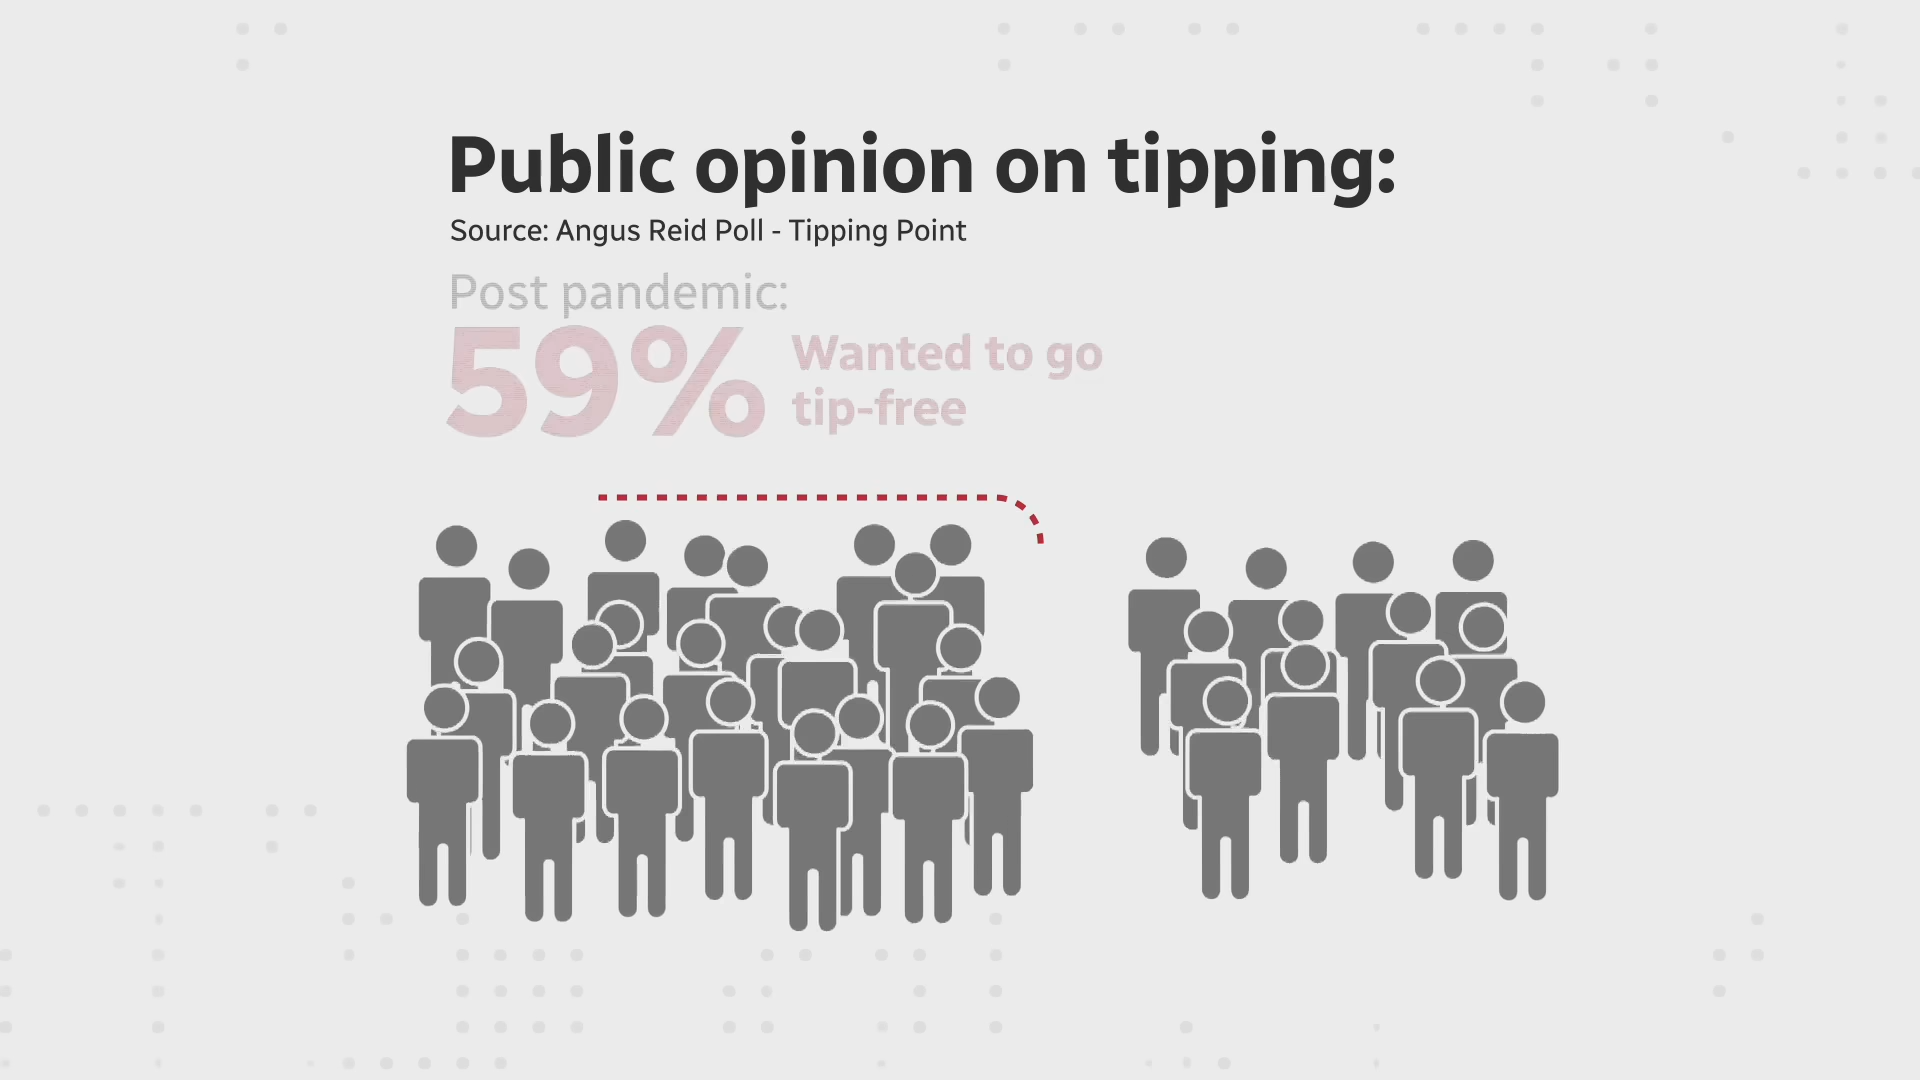 Public opinion on tipping:
Source: Angus Reid Poll - Tipping Point
Post pandemic:
59% Wanted to go
tip-free